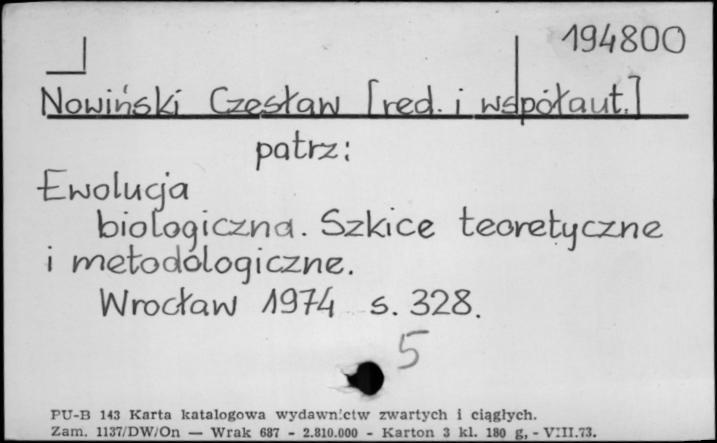 194800
Nowiński Czesław [red. i współaut.]
patrz:
Ewolucja
biologiczna. Szkice teoretyczne
i metodologiczne.
Wrocław 1974 s. 328.
5
PU-B 143 Karta katalogowa wydawnictw zwartych i ciągłych.
Zam. 1137/DW/On — Wrak 687 - 2.810.000 - Karton 3 kl. 180 g, - VIII.73.